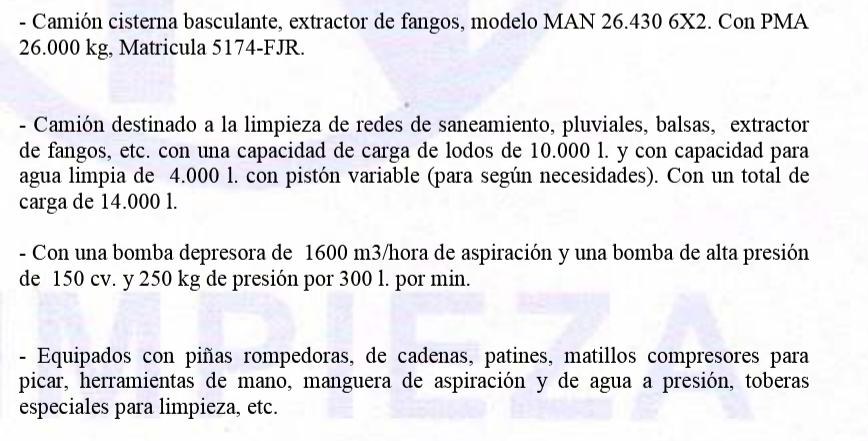 - Camión cisterna basculante, extractor de fangos, modelo MAN 26.430 6X2. Con PMA
26.000 kg, Matricula 5174-FJR.
- Camión destinado a la limpieza de redes de saneamiento, pluviales, balsas, extractor
de fangos, etc. con una capacidad de carga de lodos de 10.000 l. y con capacidad para
agua limpia de 4.000 l. con pistón variable (para según necesidades). Con un total de
carga de 14.000 l.
- Con una bomba depresora de 1600 m3/hora de aspiración y una bomba de alta presión
de 150 cv. y 250 kg de presión por 300 l. por min.
IMPIEZA
- Equipados con piñas rompedoras, de cadenas, patines, matillos compresores para
picar, herramientas de mano, manguera de aspiración y de agua a presión, toberas
especiales para limpieza, etc.